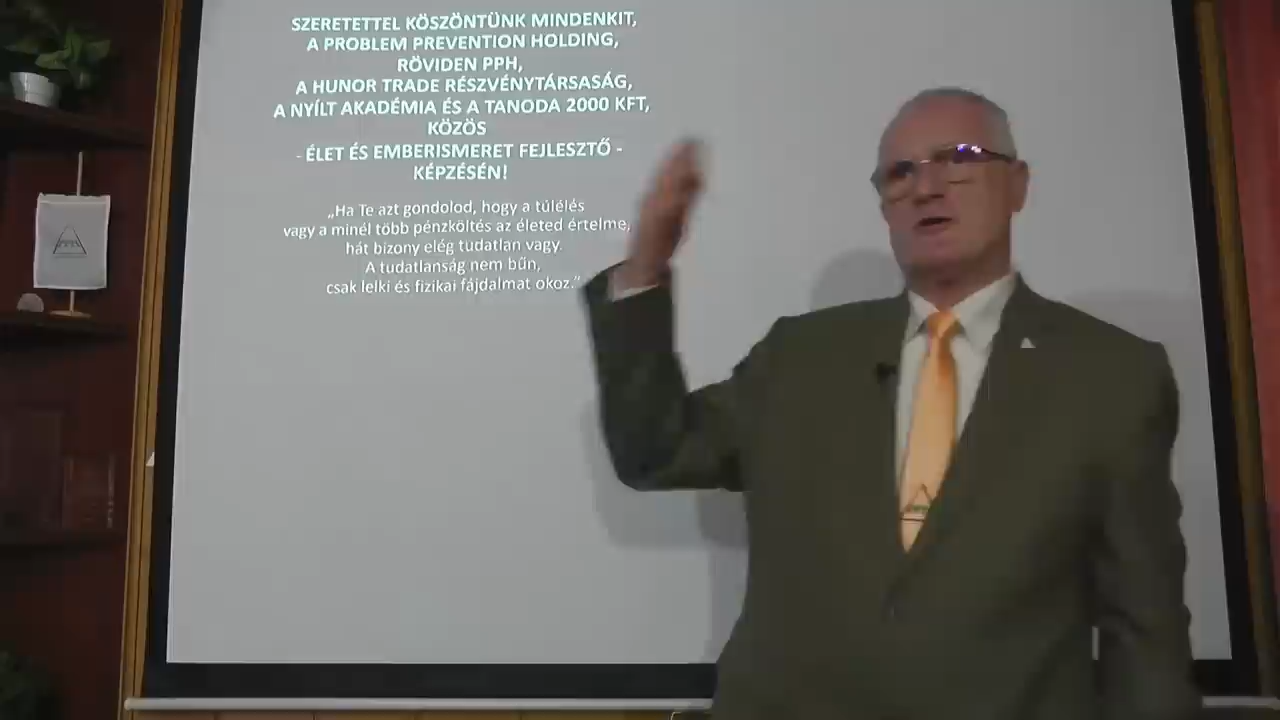 SZERETETTEL KÖSZÖNTÜNK MINDENKIT,
A PROBLEM PREVENTION HOLDING,
RÖVIDEN PPH,
A HUNOR TRADE RÉSZVÉNYTÁRSASÁG,
A NYÍLT AKADÉMIA ÉS A TANODA 2000 KFT,
KÖZÖS
- ÉLET ÉS EMBERISMERET FEJLESZTŐ -
KÉPZÉSÉN!
„Ha Te azt gondolod, hogy a túlélés
vagy a minél több pénzköltés az életed értelme,
hát bizony elég tudatlan vagy.
A tudatlanság nem bűn,
csak lelki és fizikai fájdalmat okoz."